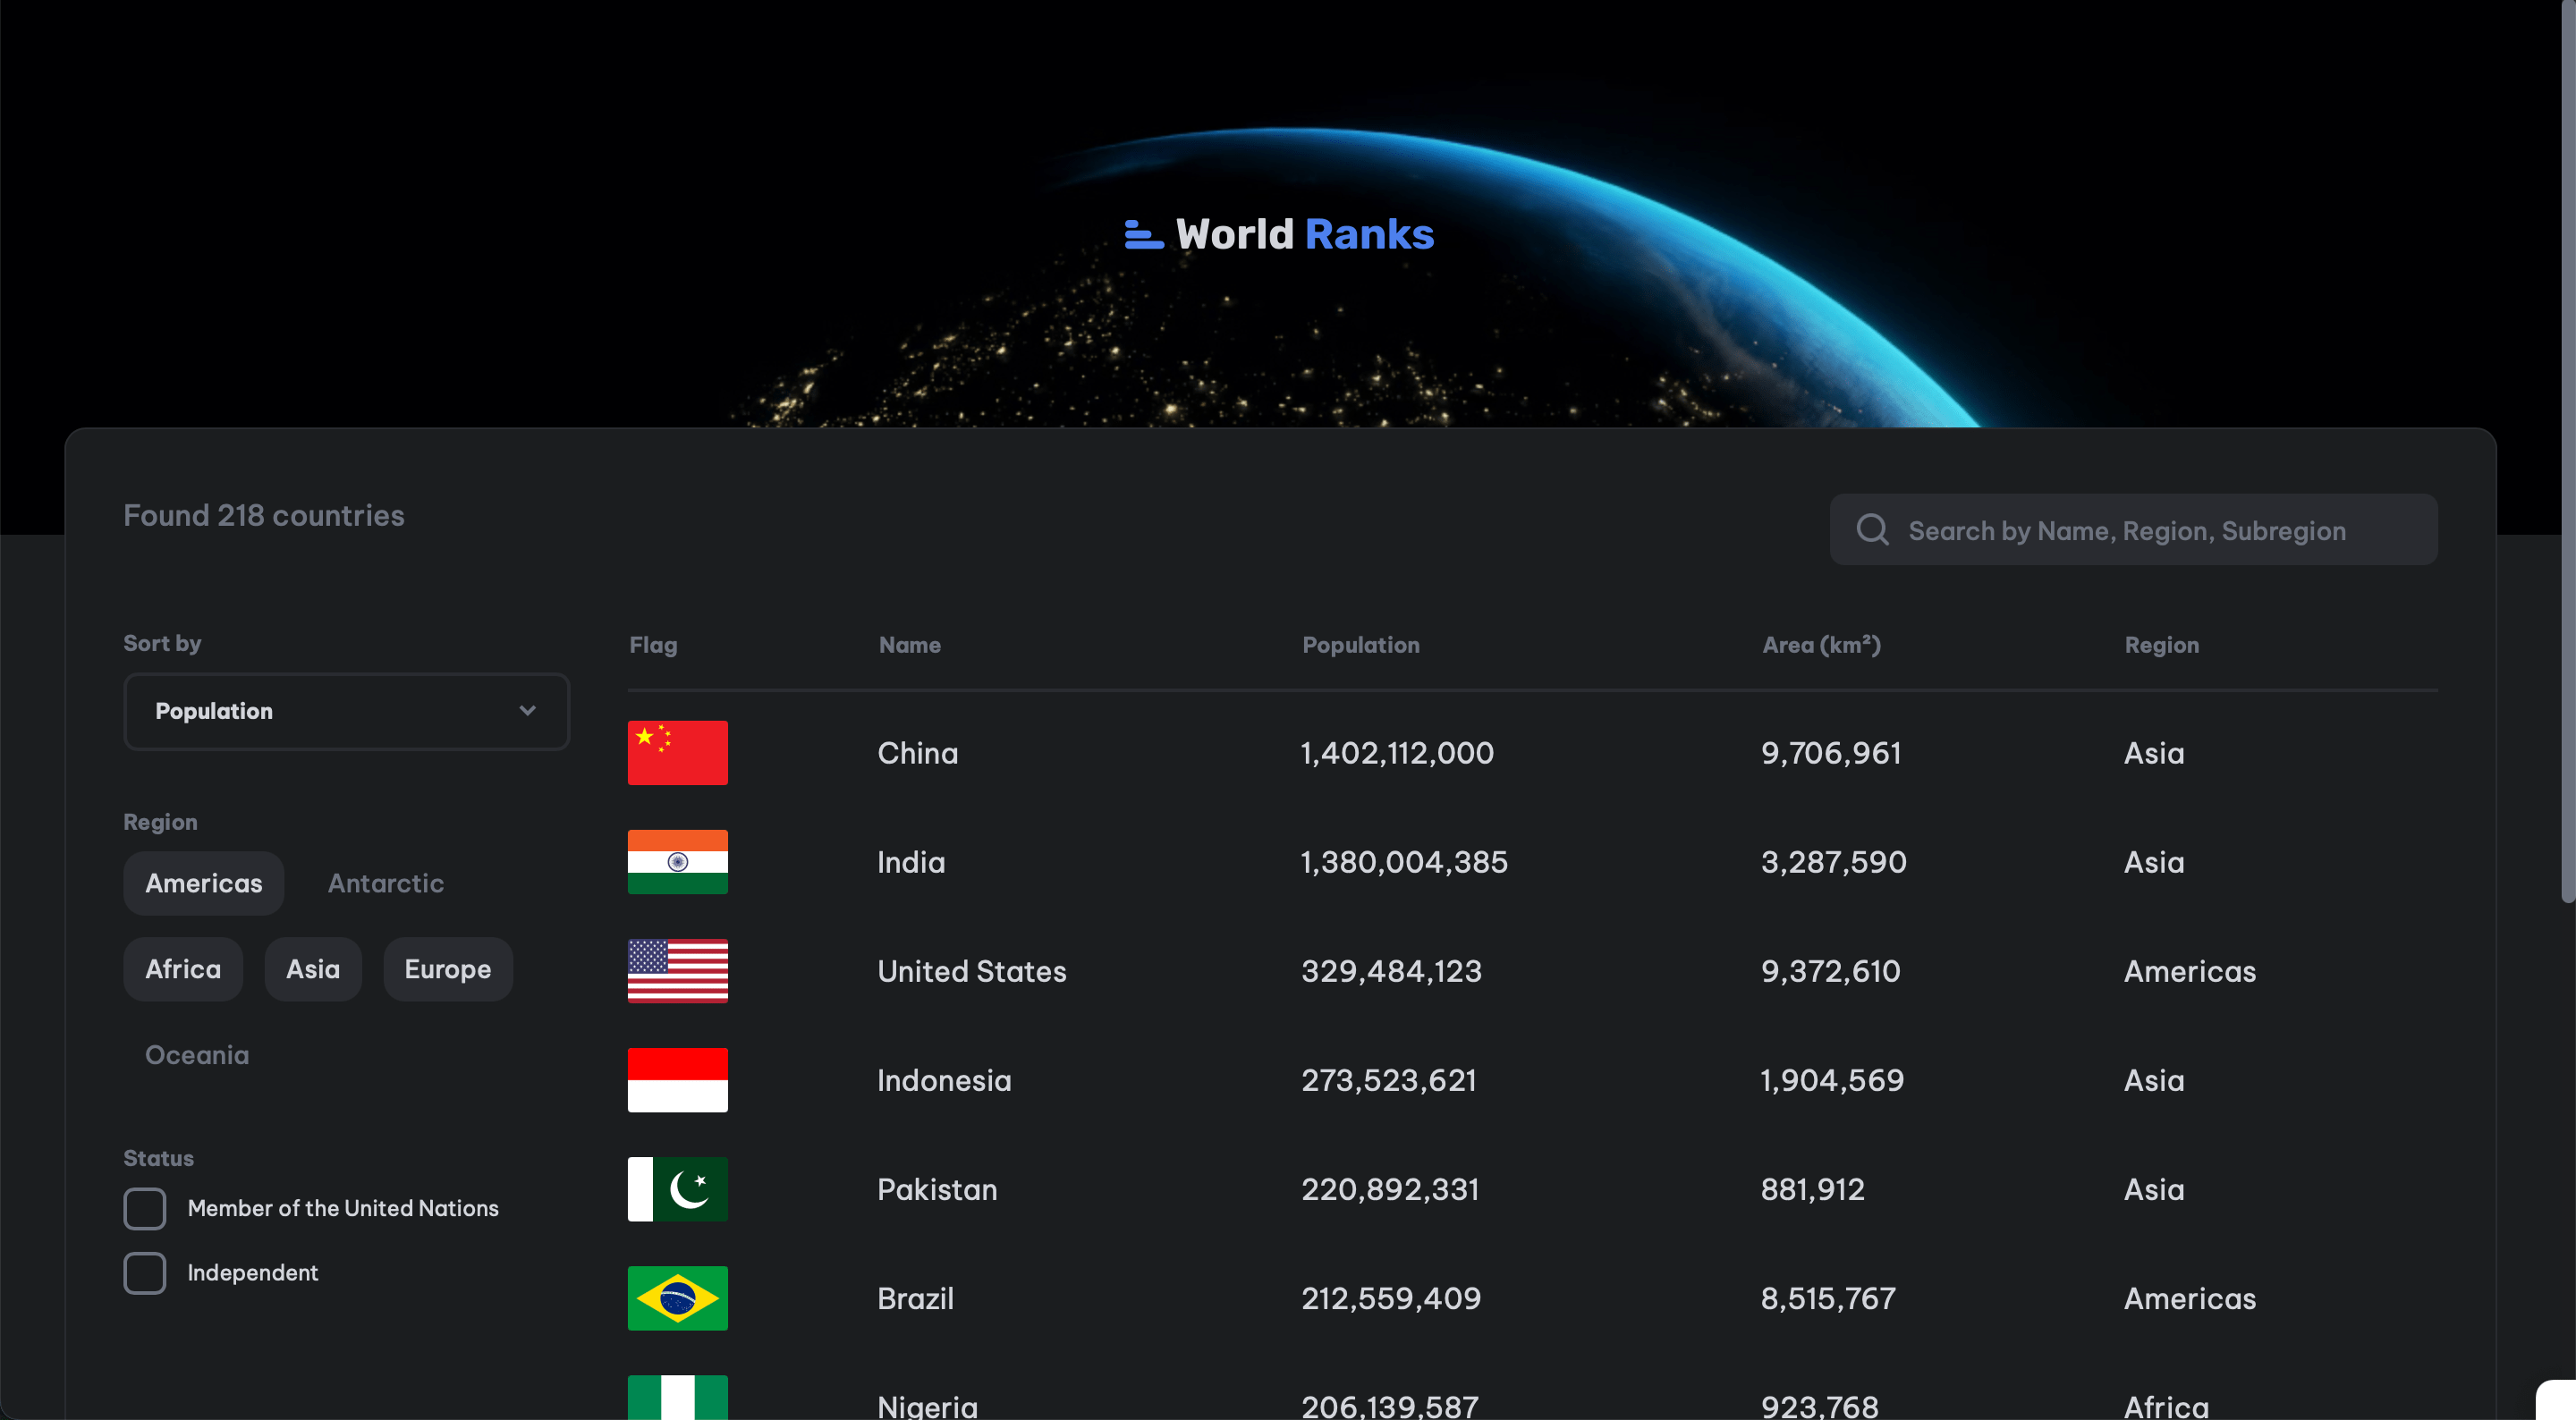 World Ranks
Found 218 countries
Search by Name, Region, Subregion
Sort by
Population
Region
Americas Antarctic
Africa Asia Europe
Oceania
Status
Member of the United Nations
Independent
Flag Name Population Area (km²) Region
China 1,402,112,000 9,706,961 Asia
India 1,380,004,385 3,287,590 Asia
United States 329,484,123 9,372,610 Americas
Indonesia 273,523,621 1,904,569 Asia
Pakistan 220,892,331 881,912 Asia
Brazil 212,559,409 8,515,767 Americas
Nigeria 206,139,587 923,768 Africa